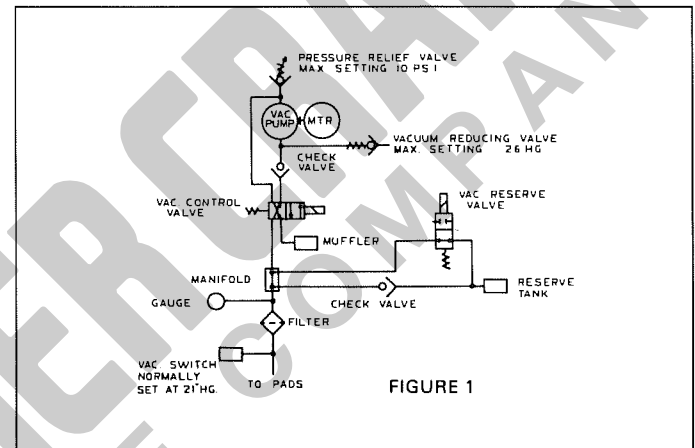 PRESSURE RELIEF VALVE
MAX. SETTING 10 PSI
VAC
PUMP
MTR
VACUUM REDUCING VALVE
MAX. SETTING 26 HG
CHECK
VALVE
VAC CONTROL
VALVE
VAC RESERVE
VALVE
MUFFLER
MANIFOLD
RESERVE
TANK
GAUGE
CHECK VALVE
FILTER
VAC. SWITCH
NORMALLY
SET AT 21"HG.
TO PADS
FIGURE 1